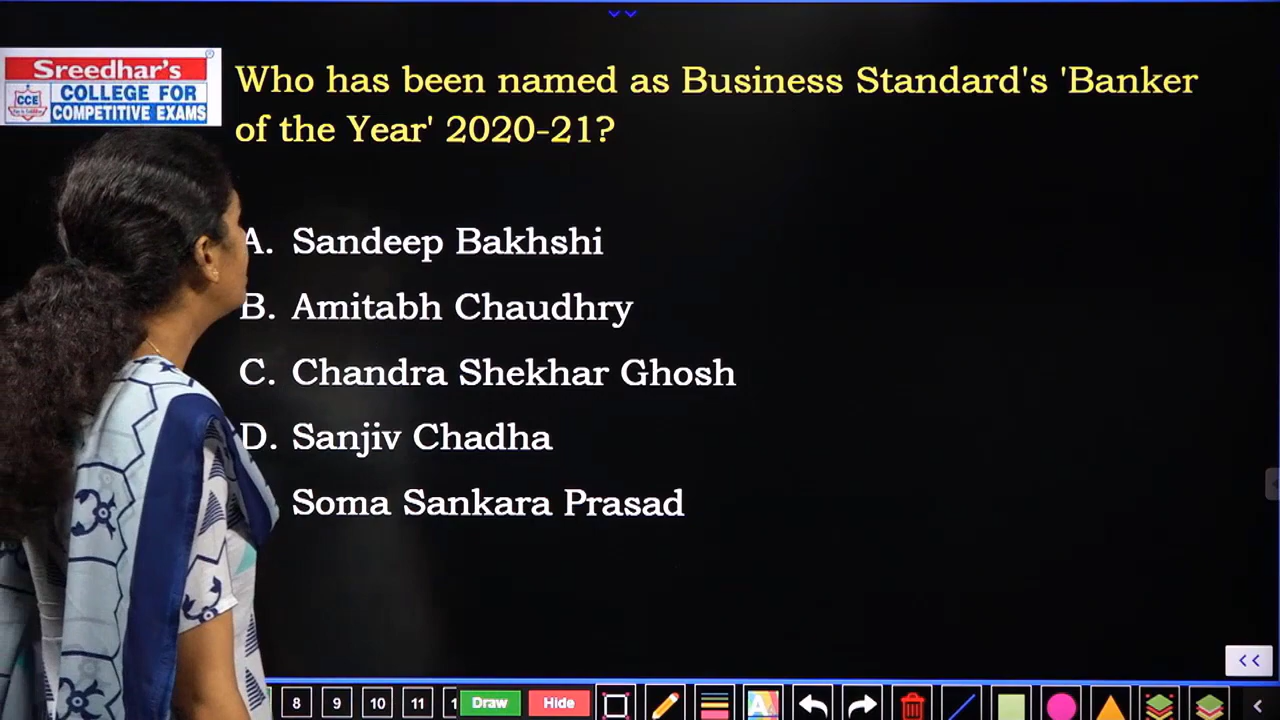 Sreedhar's
COLLEGE FOR
CCE
COMPETITIVE EXAMS
Who has been named as Business Standard's 'Banker
of the Year' 2020-21?
A. Sandeep Bakhshi
B. Amitabh Chaudhry
C. Chandra Shekhar Ghosh
D. Sanjiv Chadha
Soma Sankara Prasad
8 9 10 11 1 Draw Hide A